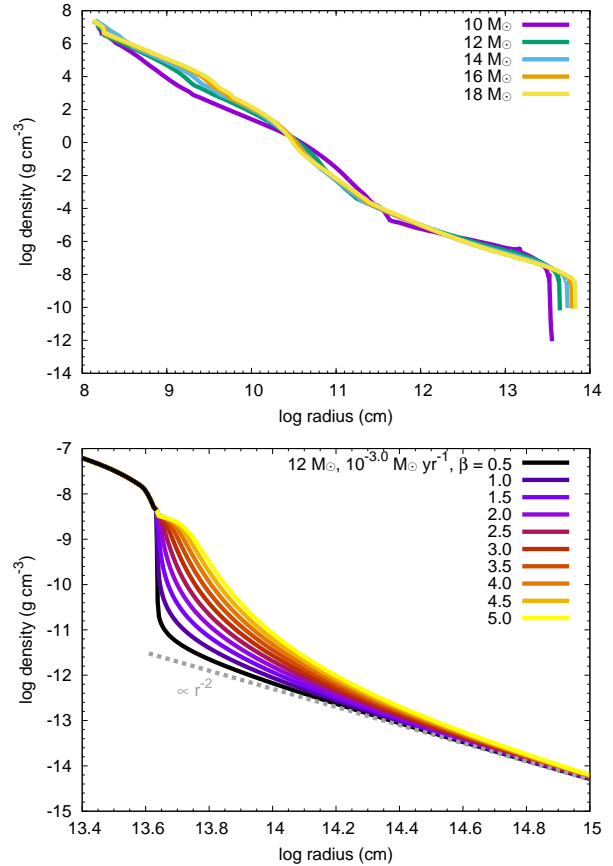 8
6
4
2
0
-2
-4
-6
-8
-10
-12
-14
8 9 10 11 12 13 14
log density (g cm⁻³)
log radius (cm)
10 M☉
12 M☉
14 M☉
16 M☉
18 M☉
-7
-8
-9
-10
-11
-12
-13
-14
-15
13.4 13.6 13.8 14 14.2 14.4 14.6 14.8 15
log density (g cm⁻³)
log radius (cm)
12 M☉, 10⁻³·⁰ M☉ yr⁻¹, β = 0.5
1.0
1.5
2.0
2.5
3.0
3.5
4.0
4.5
5.0
∝ r⁻²